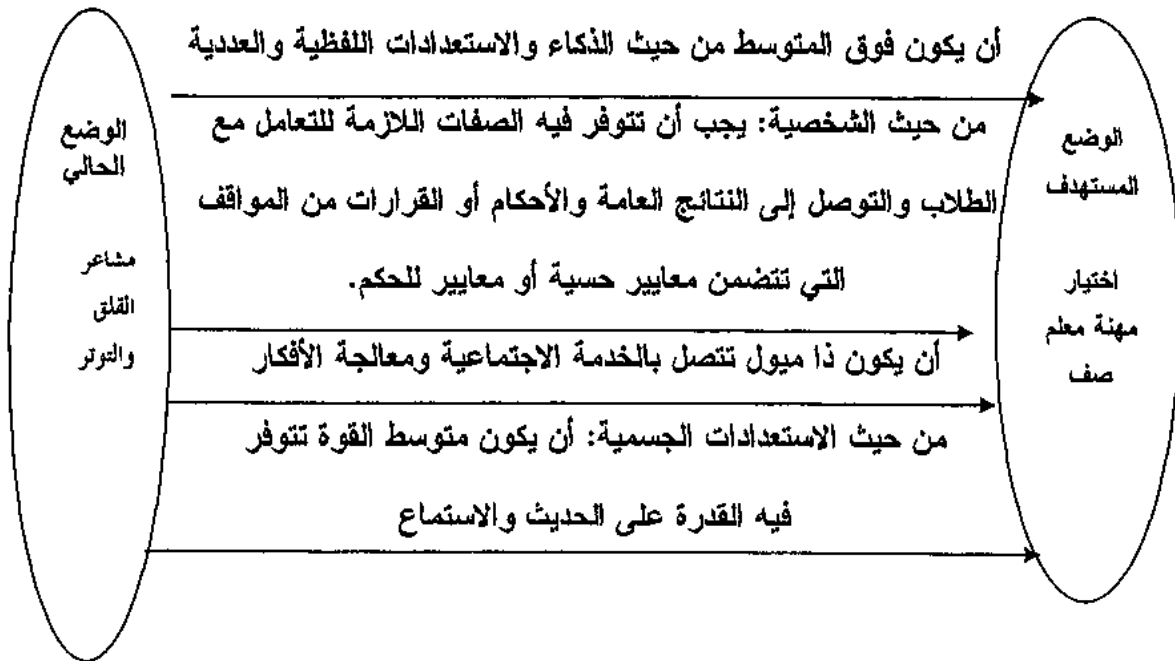 أن يكون فوق المتوسط من حيث الذكاء والاستعدادات اللفظية والعددية
من حيث الشخصية: يجب أن تتوفر فيه الصفات اللازمة للتعامل مع
الطلاب والتوصل إلى النتائج العامة والأحكام أو القرارات من المواقف
التي تتضمن معايير حسية أو معايير للحكم.
أن يكون ذا ميول تتصل بالخدمة الاجتماعية ومعالجة الأفكار
من حيث الاستعدادات الجسمية: أن يكون متوسط القوة تتوفر
فيه القدرة على الحديث والاستماع
الوضع
المستهدف
اختيار
مهنة معلم
صف
الوضع
الحالي
مشاعر
القلق
والتوتر